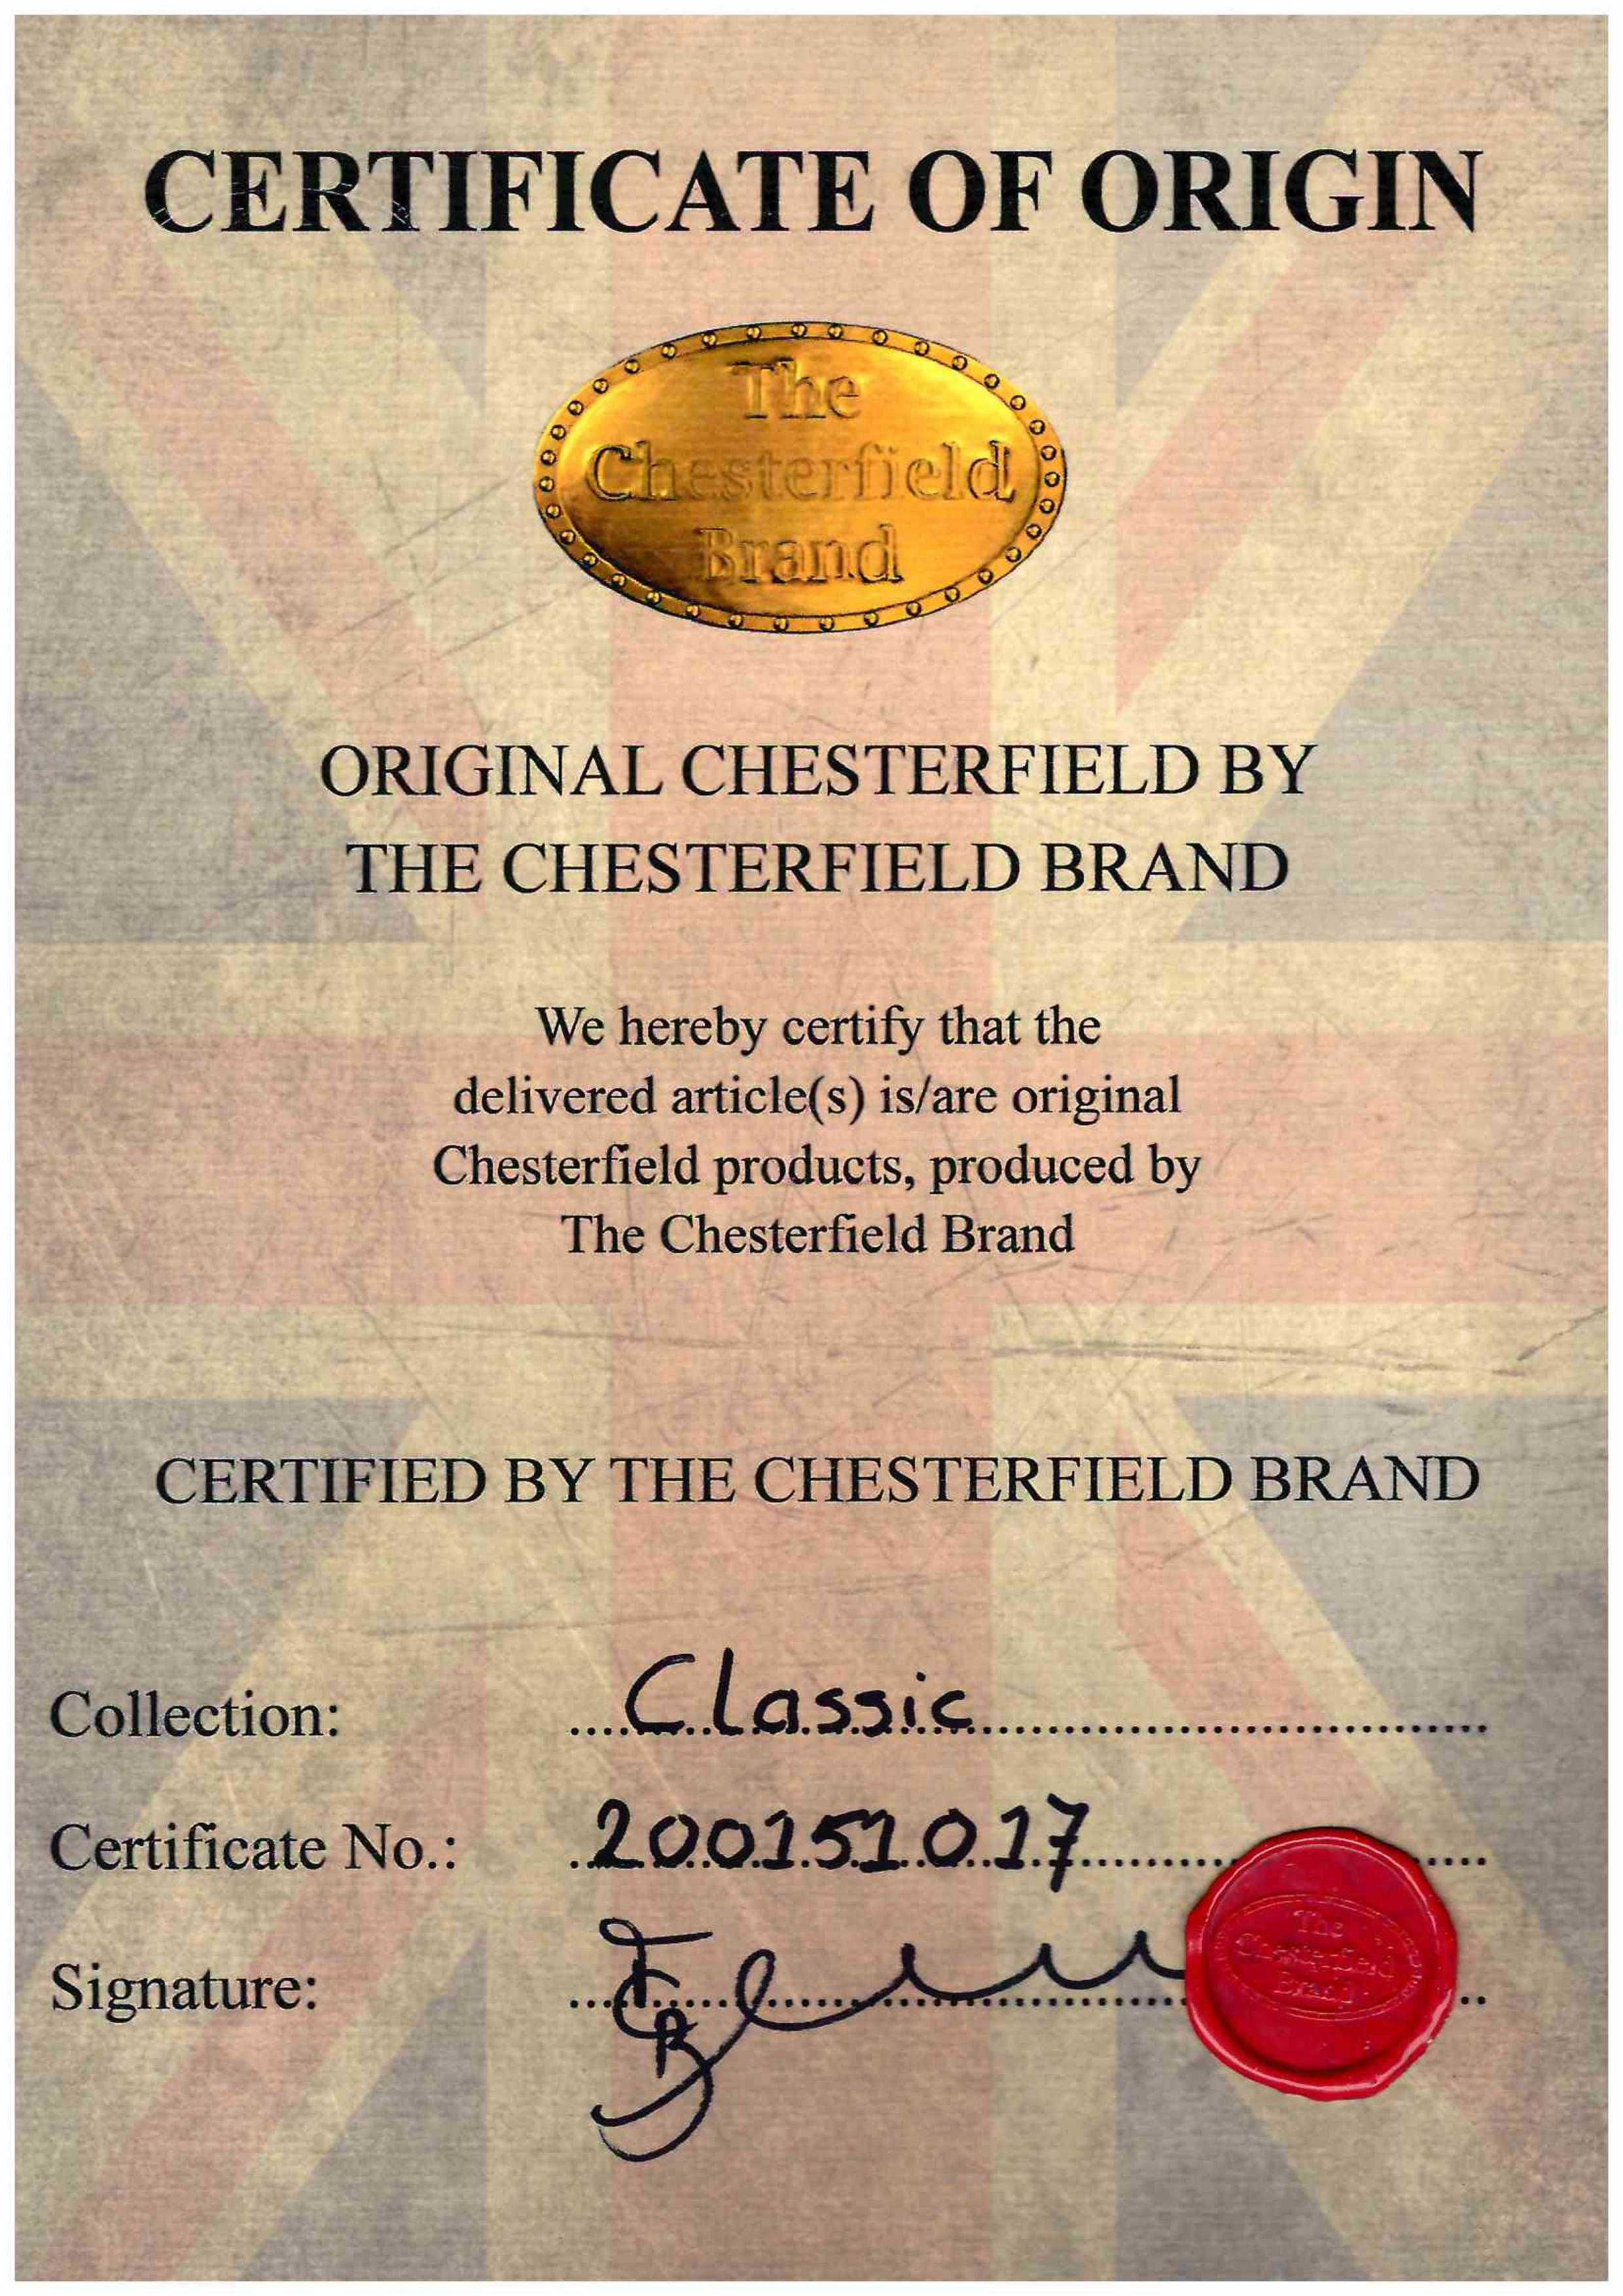 CERTIFICATE OF ORIGIN
The
Chesterfield
Brand
ORIGINAL CHESTERFIELD BY
THE CHESTERFIELD BRAND
We hereby certify that the
delivered article(s) is/are original
Chesterfield products, produced by
The Chesterfield Brand
CERTIFIED BY THE CHESTERFIELD BRAND
Collection: Classic
Certificate No.: 200151017
Signature:
The
Chesterfield
Brand